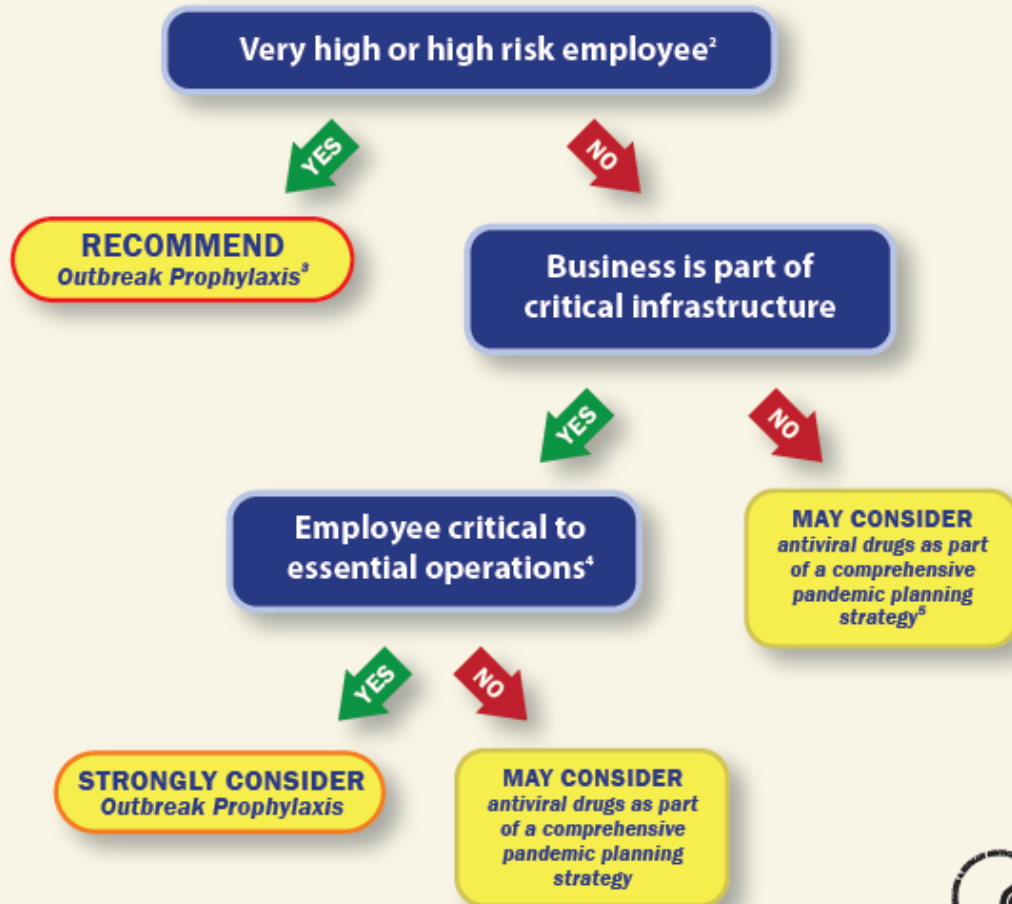 Very high or high risk employee²
YES
NO
RECOMMEND
Outbreak Prophylaxis³
Business is part of
critical infrastructure
YES
NO
Employee critical to
essential operations⁴
MAY CONSIDER
antiviral drugs as part
of a comprehensive
pandemic planning
strategy⁵
YES
NO
STRONGLY CONSIDER
Outbreak Prophylaxis
MAY CONSIDER
antiviral drugs as part
of a comprehensive
pandemic planning
strategy